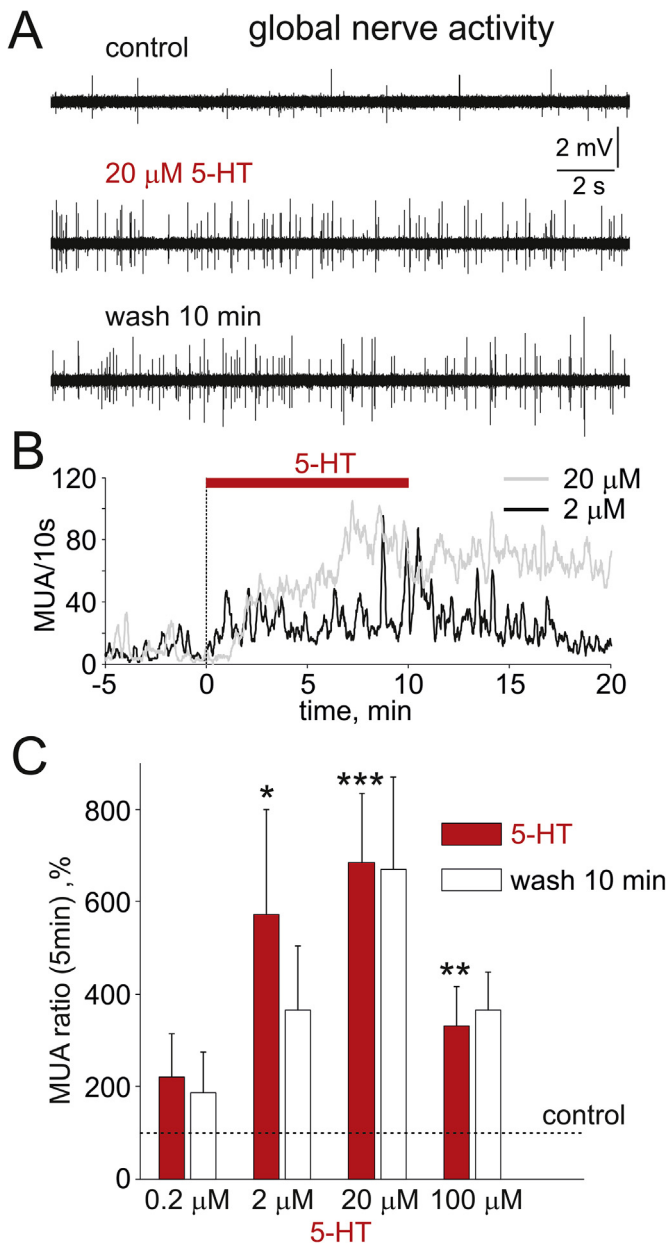 A
global nerve activity
control
2 mV
2 s
20 μM 5-HT
wash 10 min
B
5-HT
20 μM
2 μM
120
80
40
0
MUA/10s
-5 0 5 10 15 20
time, min
C
* *** **
5-HT
wash 10 min
800
600
400
200
0
MUA ratio (5min) ,%
control
0.2 μM 2 μM 20 μM 100 μM
5-HT